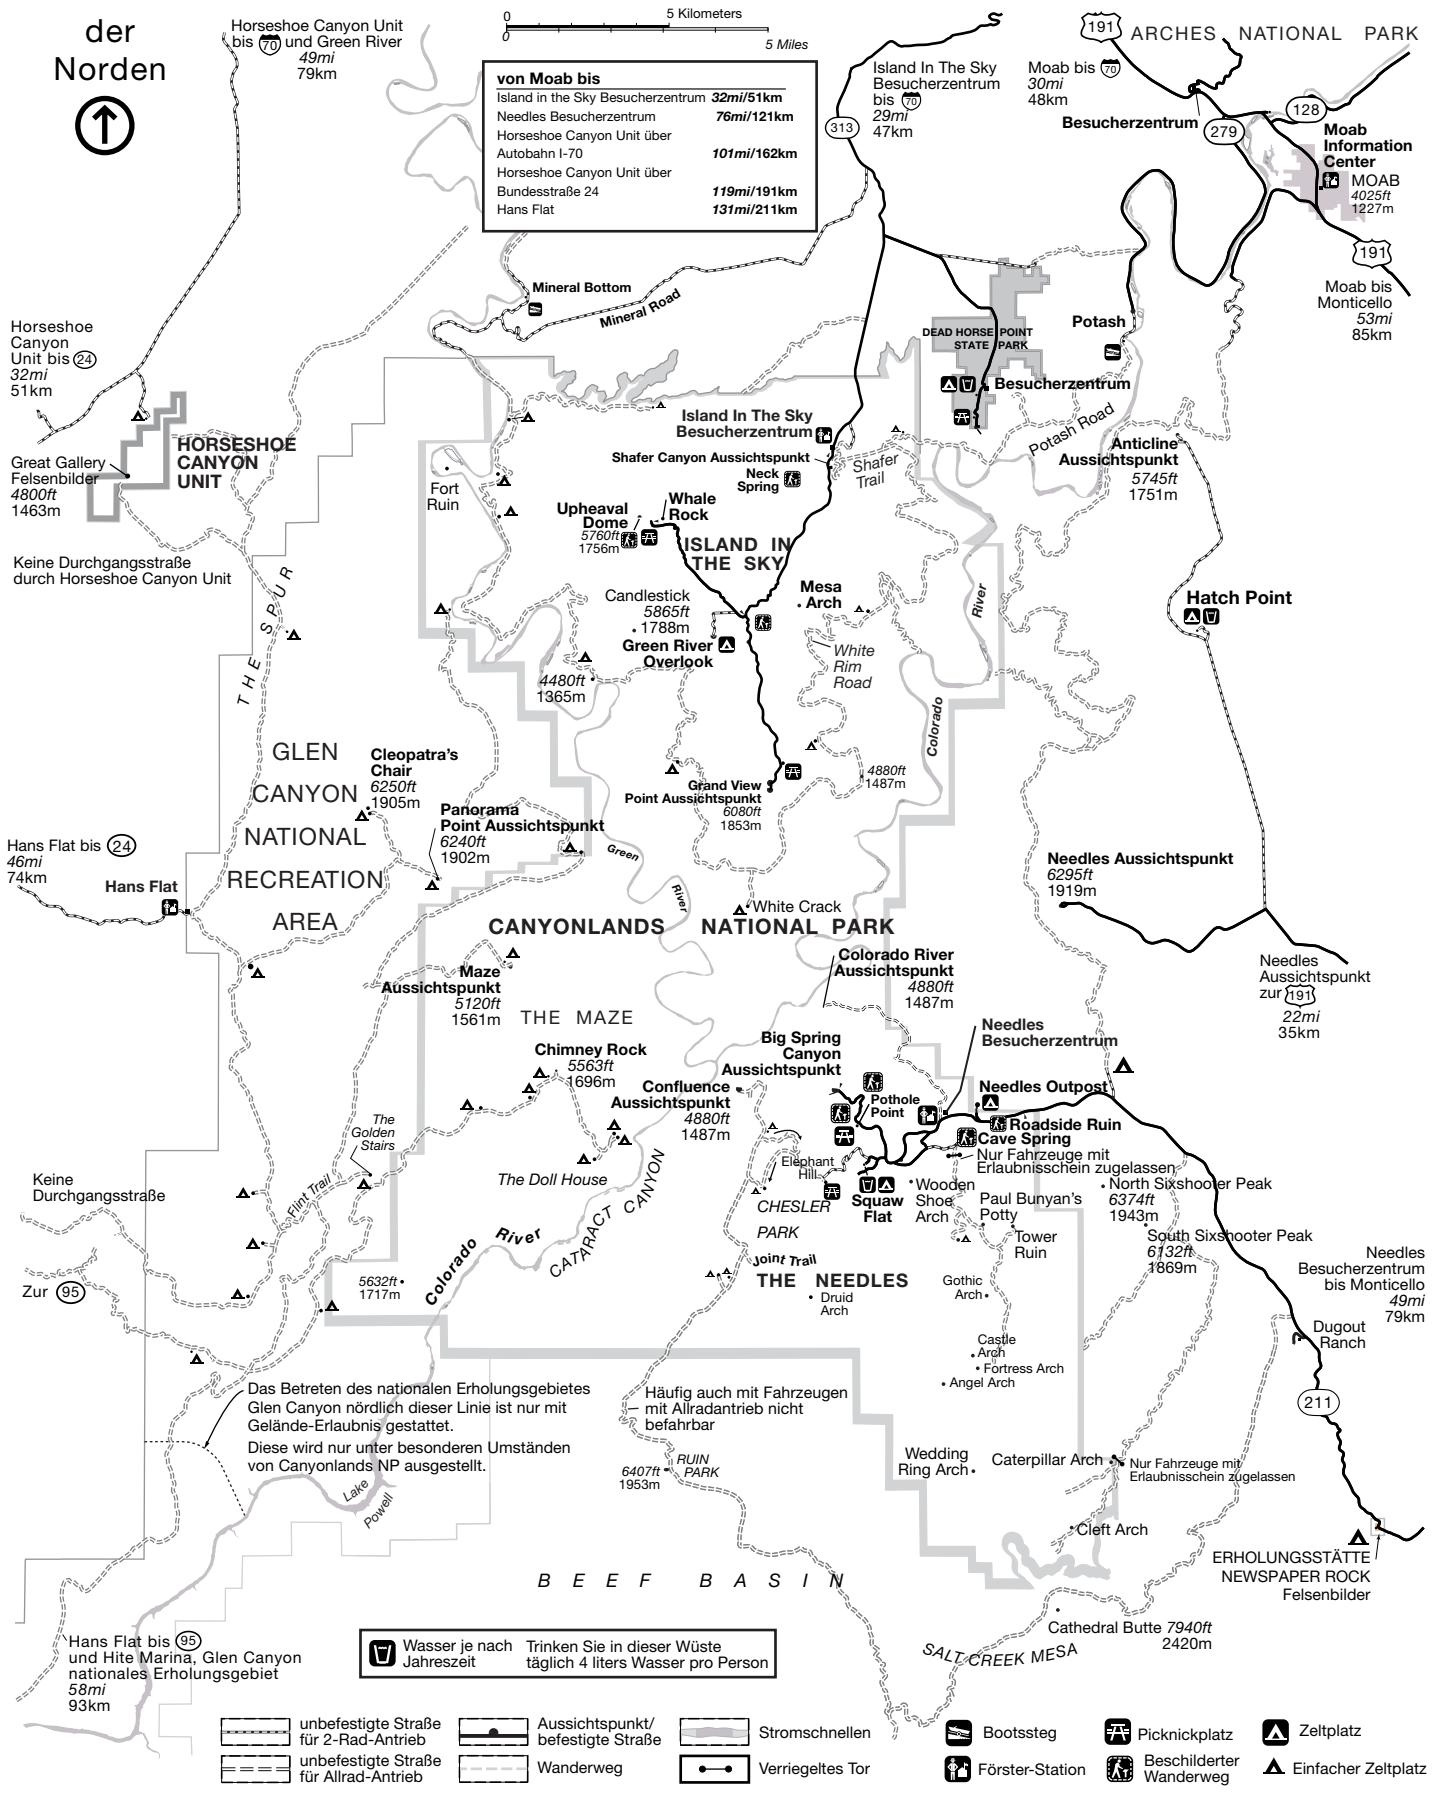 der
Norden
Horseshoe Canyon Unit
bis 70 und Green River
49mi
79km
0
5 Kilometers
0
5 Miles
von Moab bis
Island in the Sky Besucherzentrum 32mi/51km
Needles Besucherzentrum 76mi/121km
Horseshoe Canyon Unit über
Autobahn I-70 101mi/162km
Horseshoe Canyon Unit über
Bundesstraße 24 119mi/191km
Hans Flat 131mi/211km
Island In The Sky
Besucherzentrum
bis 70
29mi
47km
313
191
ARCHES NATIONAL PARK
Moab bis 70
30mi
48km
Besucherzentrum
279
128
Moab
Information
Center
MOAB
4025ft
1227m
191
Moab bis
Monticello
53mi
85km
Mineral Bottom
Mineral Road
DEAD HORSE POINT
STATE PARK
Potash
Besucherzentrum
Potash Road
Horseshoe
Canyon
Unit bis 24
32mi
51km
HORSESHOE
CANYON
UNIT
Great Gallery
Felsenbilder
4800ft
1463m
Keine Durchgangsstraße
durch Horseshoe Canyon Unit
Island In The Sky
Besucherzentrum
Shafer Canyon Aussichtspunkt
Neck
Spring
Shafer
Trail
Anticline
Aussichtspunkt
5745ft
1751m
Fort
Ruin
Upheaval
Dome
5760ft
1756m
Whale
Rock
ISLAND IN
THE SKY
THE SPUR
Candlestick
5865ft
1788m
Green River
Overlook
Mesa
Arch
White
Rim
Road
River
Colorado
Hatch Point
4480ft
1365m
GLEN
CANYON
NATIONAL
RECREATION
AREA
Cleopatra's
Chair
6250ft
1905m
Panorama
Point Aussichtspunkt
6240ft
1902m
Grand View
Point Aussichtspunkt
6080ft
1853m
4880ft
1487m
Hans Flat bis 24
46mi
74km
Hans Flat
Green
River
Needles Aussichtspunkt
6295ft
1919m
White Crack
CANYONLANDS NATIONAL PARK
Maze
Aussichtspunkt
5120ft
1561m
Colorado River
Aussichtspunkt
4880ft
1487m
Needles
Aussichtspunkt
zur 191
22mi
35km
THE MAZE
Chimney Rock
5563ft
1696m
Big Spring
Canyon
Aussichtspunkt
Needles
Besucherzentrum
Confluence
Aussichtspunkt
4880ft
1487m
Needles Outpost
Pothole
Point
Roadside Ruin
Cave Spring
Nur Fahrzeuge mit
Erlaubnisschein zugelassen
The
Golden
Stairs
Elephant
Hill
The Doll House
Keine
Durchgangsstraße
Flint Trail
CHESLER
PARK
Squaw
Flat
Wooden
Shoe
Arch
Paul Bunyan's
Potty
Tower
Ruin
North Sixshooter Peak
6374ft
1943m
South Sixshooter Peak
6132ft
1869m
Colorado River
CATARACT CANYON
Joint Trail
THE NEEDLES
Druid
Arch
Gothic
Arch
Needles
Besucherzentrum
bis Monticello
49mi
79km
Zur 95
5632ft
1717m
Dugout
Ranch
Castle
Arch
Fortress Arch
Angel Arch
211
Das Betreten des nationalen Erholungsgebietes
Glen Canyon nördlich dieser Linie ist nur mit
Gelände-Erlaubnis gestattet.
Diese wird nur unter besonderen Umständen
von Canyonlands NP ausgestellt.
Häufig auch mit Fahrzeugen
mit Allradantrieb nicht
befahrbar
RUIN
PARK
6407ft
1953m
Wedding
Ring Arch
Caterpillar Arch
Nur Fahrzeuge mit
Erlaubnisschein zugelassen
Lake
Powell
Cleft Arch
ERHOLUNGSSTÄTTE
NEWSPAPER ROCK
Felsenbilder
BEEF BASIN
Cathedral Butte 7940ft
2420m
SALT CREEK MESA
Hans Flat bis 95
und Hite Marina, Glen Canyon
nationales Erholungsgebiet
58mi
93km
Wasser je nach
Jahreszeit
Trinken Sie in dieser Wüste
täglich 4 liters Wasser pro Person
unbefestigte Straße
für 2-Rad-Antrieb
unbefestigte Straße
für Allrad-Antrieb
Aussichtspunkt/
befestigte Straße
Wanderweg
Stromschnellen
Verriegeltes Tor
Bootssteg
Förster-Station
Picknickplatz
Beschilderter
Wanderweg
Zeltplatz
Einfacher Zeltplatz